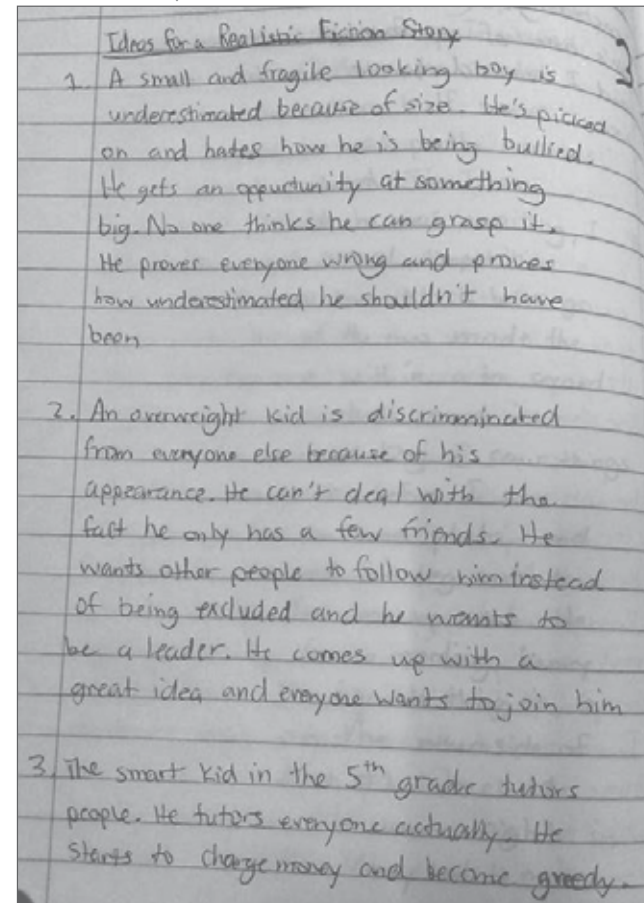 Ideas for a Realistic Fiction Story
3
1. A small and fragile looking boy is
underestimated because of size. He's picked
on and hates how he is being bullied.
He gets an oppurtunity at something
big. No one thinks he can grasp it.
He proves everyone wrong and proves
how underestimated he shouldn't have
been
2. An overweight kid is discrimminated
from everyone else because of his
appearance. He can't deal with the
fact he only has a few friends. He
wants other people to follow him instead
of being excluded and he wants to
be a leader. He comes up with a
great idea and everyone wants to join him
3. The smart kid in the 5th grade tutors
people. He tutors everyone actually. He
starts to charge money and become greedy.